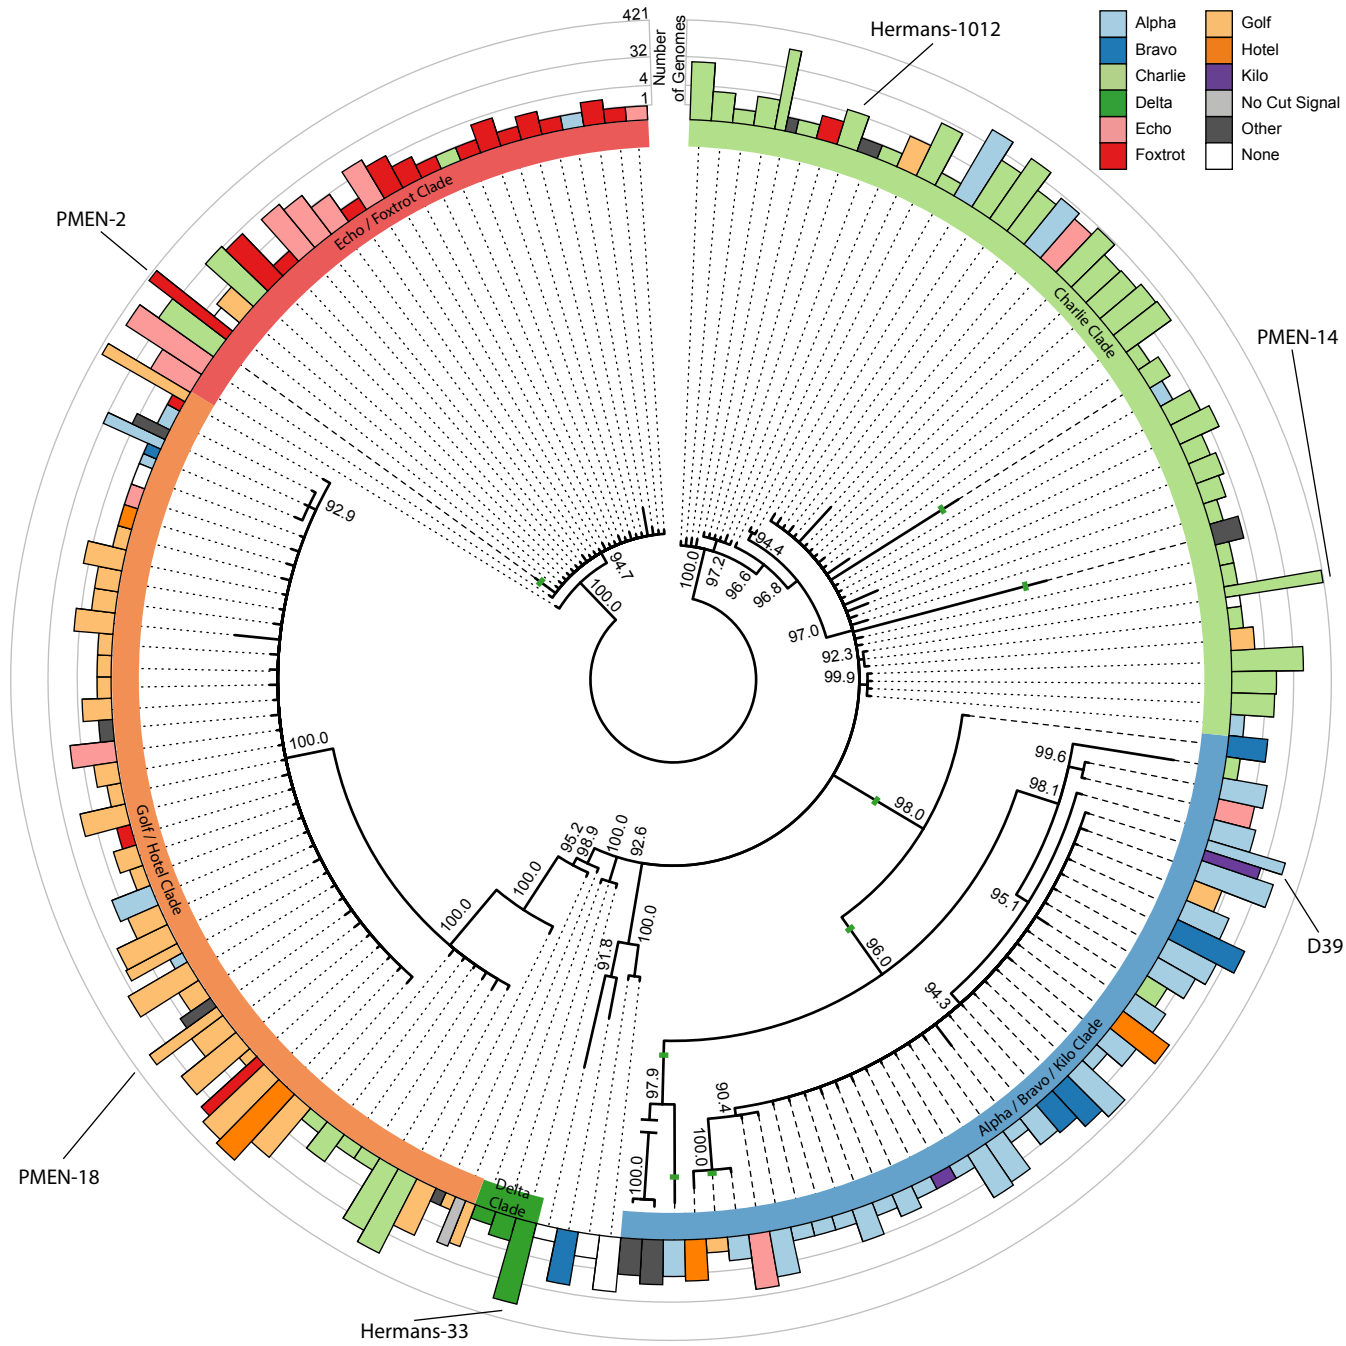 421
32
4
1
Number
of Genomes
Hermans-1012
Alpha
Bravo
Charlie
Delta
Echo
Foxtrot
Golf
Hotel
Kilo
No Cut Signal
Other
None
PMEN-2
Echo / Foxtrot Clade
Charlie Clade
PMEN-14
92.9
94.7
100.0
100.0
97.2
96.6
96.8
94.4
97.0
92.3
99.9
100.0
98.0
99.6
98.1
95.1
96.0
94.3
D39
Golf / Hotel Clade
100.0
100.0
95.2
98.9
100.0
92.6
91.8
100.0
97.9
90.4
100.0
100.0
Alpha / Bravo / Kilo Clade
PMEN-18
Delta
Clade
Hermans-33